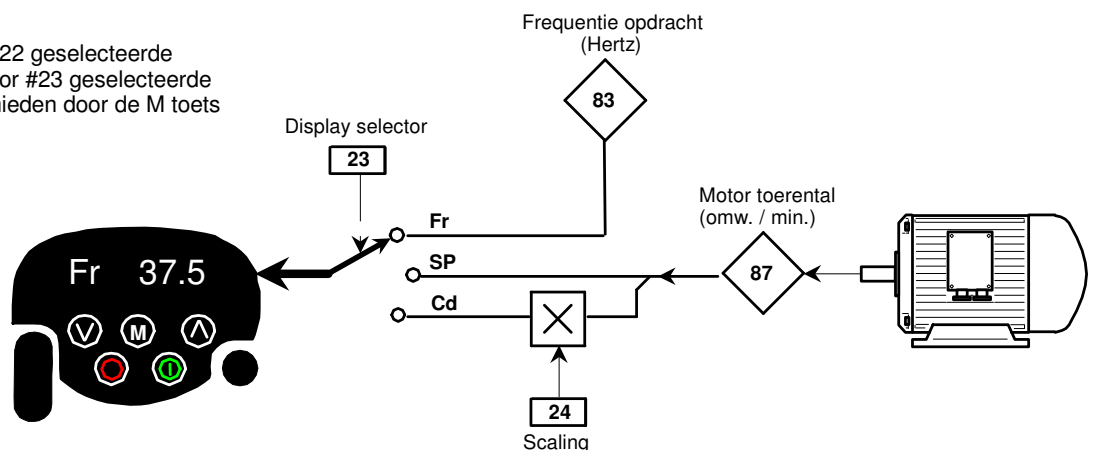 Frequentie opdracht
(Hertz)
22 geselecteerde
or #23 geselecteerde
door de M toets
83
Display selector
23
Motor toerental
(omw. / min.)
Fr
SP
87
Fr 37.5
Cd
V M Λ
24
Scaling